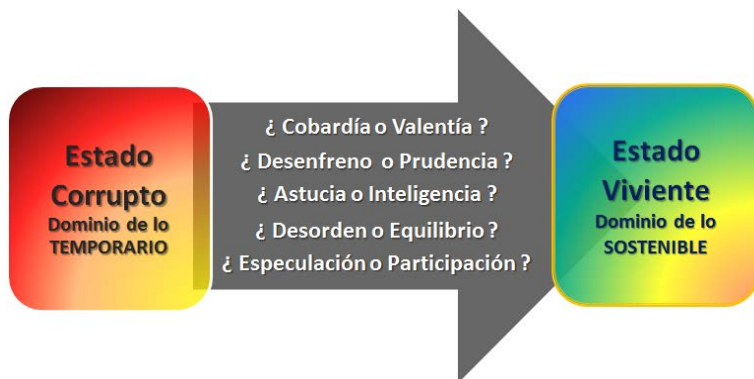 Estado
Corrupto
Dominio de lo
TEMPORARIO
¿ Cobardía o Valentía ?
¿ Desenfreno o Prudencia ?
¿ Astucia o Inteligencia ?
¿ Desorden o Equilibrio ?
¿ Especulación o Participación ?
Estado
Viviente
Dominio de lo
SOSTENIBLE